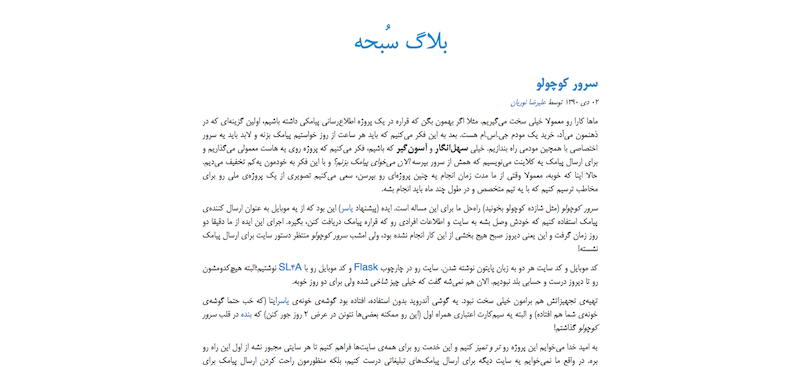 بلاگ سُبحه
سرور کوچولو
۰۲ دی ۱۳۹۰ توسط علیرضا نوریان
ماها کارا رو معمولا خیلی سخت می‌گیریم. مثلا اگر بهمون بگن که قراره در یک پروژه اطلاع‌رسانی پیامکی داشته باشیم، اولین گزینه‌ای که در
ذهنمون می‌آد، خرید یک مودم جی.اس.ام هست. بعد به این فکر می‌کنیم که باید هر ساعت از روز خواستیم پیامک بزنه و لابد باید یه سرور
اختصاصی با همچین مودمی راه بندازیم. خیلی سهل‌انگار و آسون‌گیر که باشیم، فکر می‌کنیم که پروژه روی یه هاست معمولی می‌گذاریم و
برای ارسال پیامک یه کلاینت می‌نویسیم که همش از سرور بپرسه الان می‌خوای پیامک بزنم؟ و با این فکر به خودمون یه‌کم تخفیف می‌دیم.
حالا اینا که خوبه، معمولا وقتی از ما مدت زمان انجام یه چنین پروژه‌ای رو بپرسن، سعی می‌کنیم تصویری از یک پروژه‌ی ملی رو برای
مخاطب ترسیم کنیم که با یه تیم متخصص و در طول چند ماه باید انجام بشه.
سرور کوچولو (مثل شازده کوچولو بخونید) راه‌حل ما برای این مساله است. ایده (پیشنهاد یاسر) این بود که از یه موبایل به عنوان ارسال کننده‌ی
پیامک استفاده کنیم که خودش وصل بشه به سایت و اطلاعات افرادی رو که قراره پیامک دریافت کنن، بگیره. اجرای این ایده از ما دقیقا دو
روز زمان گرفت و این یعنی دیروز صبح هیچ بخشی از این کار انجام نشده بود، ولی امشب سرور کوچولو منتظر دستور سایت برای ارسال پیامک
نشسته!
کد موبایل و کد سایت هر دو به زبان پایتون نوشته شدن. سایت رو در چارچوب Flask و کد موبایل رو با SL۴A نوشتیم؛البته هیچ‌کدومشون
رو تا دیروز درست و حسابی بلد نبودیم. الان هم نمی‌شه گفت که خیلی چیز شاخی شده ولی برای دو روز خوبه.
تهیه‌ی تجهیزاتش هم برامون خیلی سخت نبود. یه گوشی آندروید بدون استفاده، افتاده بود گوشه‌ی خونه‌ی یاسراینا (که خب حتما گوشه‌ی
خونه‌ی شما هم افتاده) و البته یه سیم‌کارت اعتباری همراه اول (این رو ممکنه بعضی‌ها نتونن در عرض ۲ روز جور کنن) که بنده در قلب سرور
کوچولو گذاشتم!
به امید خدا می‌خوایم این پروژه رو تر و تمیز کنیم و این خدمت رو برای همه‌ی سایت‌ها فراهم کنیم تا هر سایتی مجبور نشه از اول این راه رو
بره. در واقع ما نمی‌خوایم یه سایت دیگه برای ارسال پیامک‌های تبلیغاتی درست کنیم، بلکه منظورمون راحت کردن ارسال پیامک برای